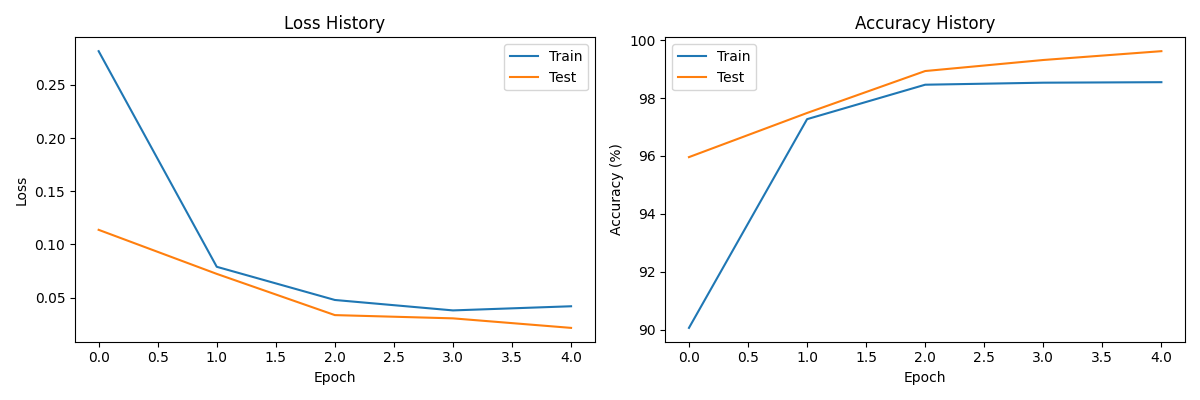 Loss History
Train
Test
0.25
0.20
0.15
0.10
0.05
Loss
0.0 0.5 1.0 1.5 2.0 2.5 3.0 3.5 4.0
Epoch
Accuracy History
Train
Test
100
98
96
94
92
90
Accuracy (%)
0.0 0.5 1.0 1.5 2.0 2.5 3.0 3.5 4.0
Epoch